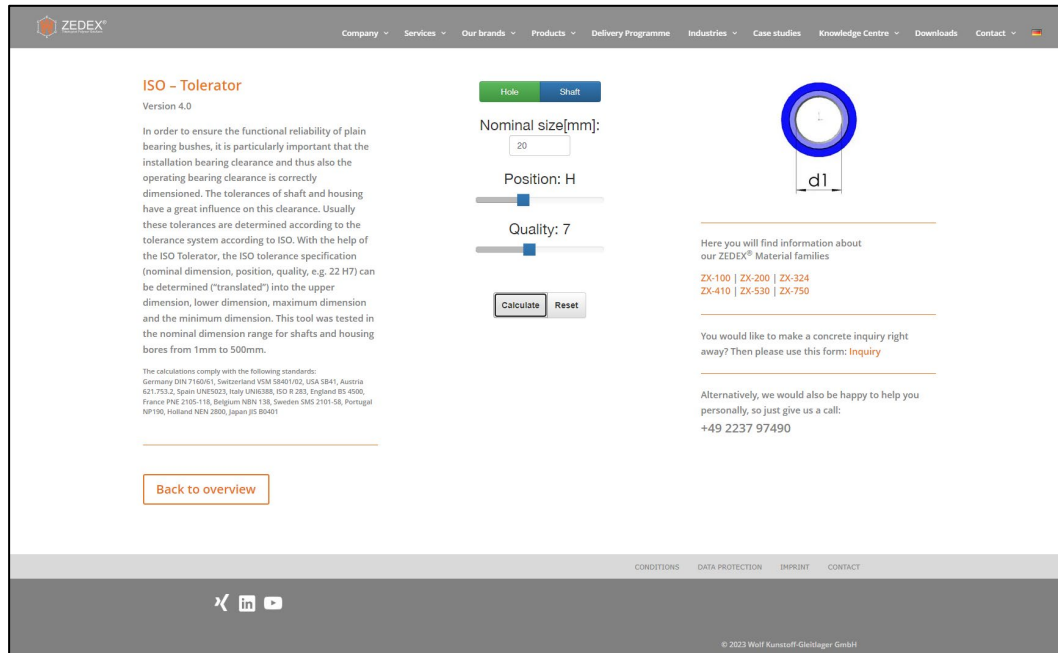 ZEDEX®
Company
Services
Our brands
Products
Delivery Programme
Industries
Case studies
Knowledge Centre
Downloads
Contact
ISO – Tolerator
Version 4.0
In order to ensure the functional reliability of plain
bearing bushes, it is particularly important that the
installation bearing clearance and thus also the
operating bearing clearance is correctly
dimensioned. The tolerances of shaft and housing
have a great influence on this clearance. Usually
these tolerances are determined according to the
tolerance system according to ISO. With the help of
the ISO Tolerator, the ISO tolerance specification
(nominal dimension, position, quality, e.g. 22 H7) can
be determined ("translated") into the upper
dimension, lower dimension, maximum dimension
and the minimum dimension. This tool was tested in
the nominal dimension range for shafts and housing
bores from 1mm to 500mm.
The calculations comply with the following standards:
Germany DIN 7160/61, Switzerland VSM 58401/02, USA SB41, Austria
621.753.2, Spain UNE5023, Italy UNI6388, ISO R 283, England BS 4500,
France PNE 2105-118, Belgium NBN 138, Sweden SMS 2101-58, Portugal
NP190, Holland NEN 2800, Japan JIS B0401
Back to overview
Hole
Shaft
Nominal size[mm]:
20
Position: H
Quality: 7
Calculate
Reset
d1
Here you will find information about
our ZEDEX® Material families
ZX-100 | ZX-200 | ZX-324
ZX-410 | ZX-530 | ZX-750
You would like to make a concrete inquiry right
away? Then please use this form: Inquiry
Alternatively, we would also be happy to help you
personally, so just give us a call:
+49 2237 97490
CONDITIONS
DATA PROTECTION
IMPRINT
CONTACT
© 2023 Wolf Kunstoff-Gleitlager GmbH